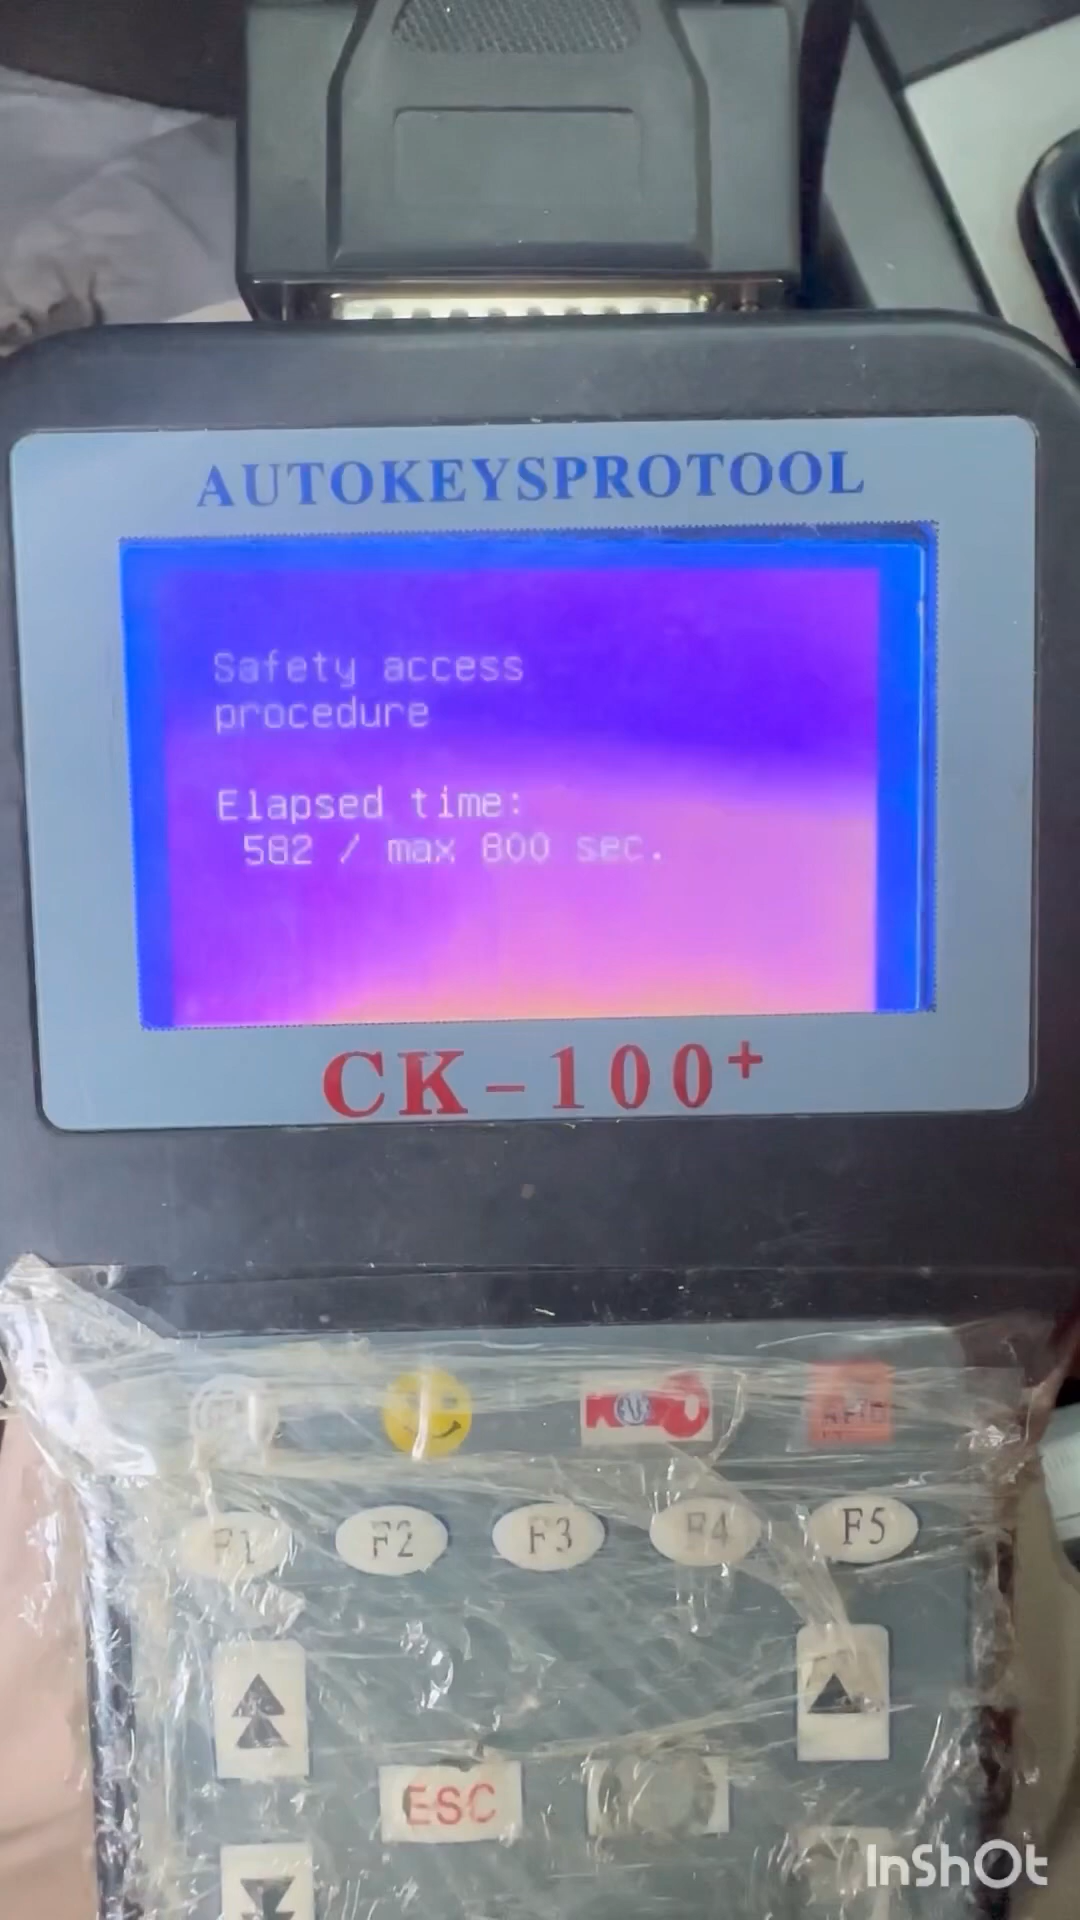 AUTOKEYSPROTOOL
Safety access
procedure
Elapsed time:
582 / max 800 sec.
CK-100+
F1 F2 F3 F4 F5
ESC
InShOt